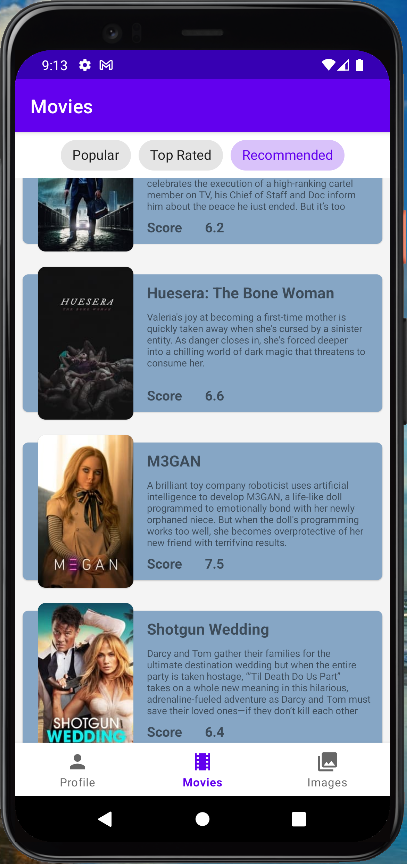 9:13
Movies
Popular
Top Rated
Recommended
celebrates the execution of a high-ranking cartel
member on TV, his Chief of Staff and Doc inform
him about the peace he just ended. But it's too
Score 6.2
HUESERA
THE BONE WOMAN
Huesera: The Bone Woman
Valeria's joy at becoming a first-time mother is
quickly taken away when she's cursed by a sinister
entity. As danger closes in, she's forced deeper
into a chilling world of dark magic that threatens to
consume her.
Score 6.6
M3GAN
M3GAN
A brilliant toy company roboticist uses artificial
intelligence to develop M3GAN, a life-like doll
programmed to emotionally bond with her newly
orphaned niece. But when the doll's programming
works too well, she becomes overprotective of her
new friend with terrifying results.
Score 7.5
SHOTGUN
WEDDING
Shotgun Wedding
Darcy and Tom gather their families for the
ultimate destination wedding but when the entire
party is taken hostage, "'Til Death Do Us Part"
takes on a whole new meaning in this hilarious,
adrenaline-fueled adventure as Darcy and Tom must
save their loved ones—if they don't kill each other
Score 6.4
Profile
Movies
Images